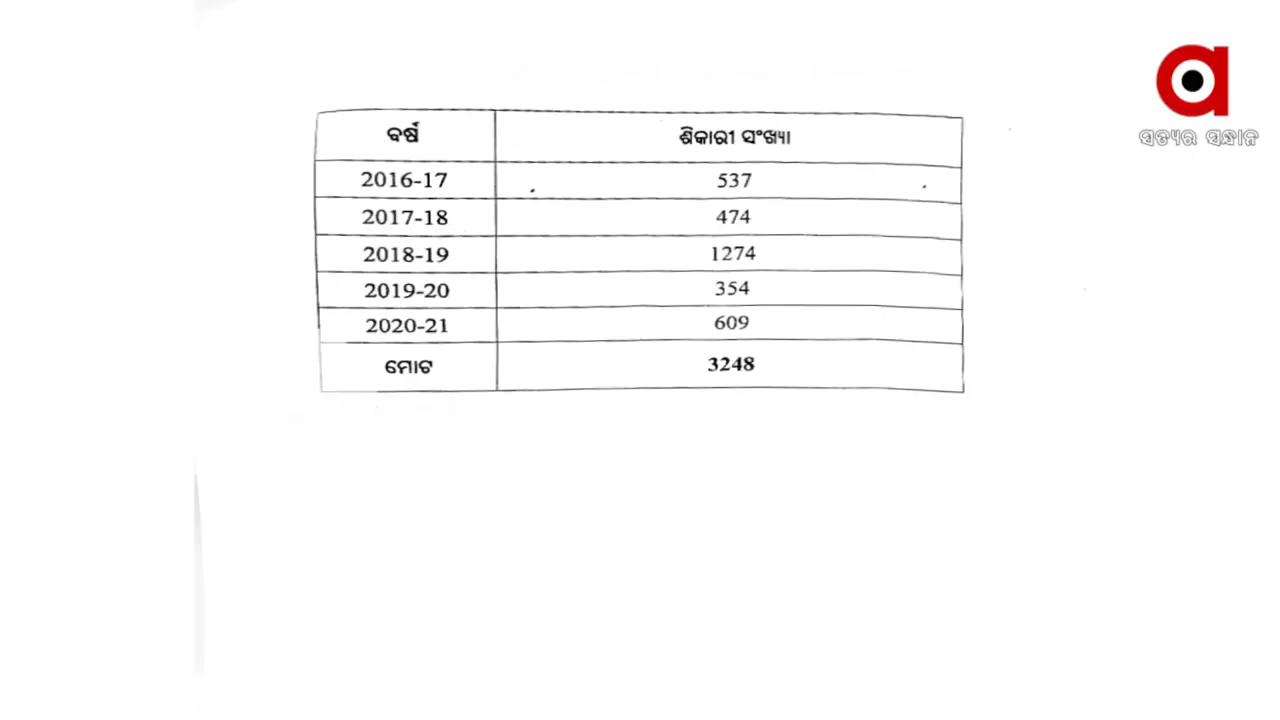 ସତ୍ୟର ସନ୍ଧାନ
ବର୍ଷ ଶିକାରୀ ସଂଖ୍ୟା
2016-17 537
2017-18 474
2018-19 1274
2019-20 354
2020-21 609
ମୋଟ 3248